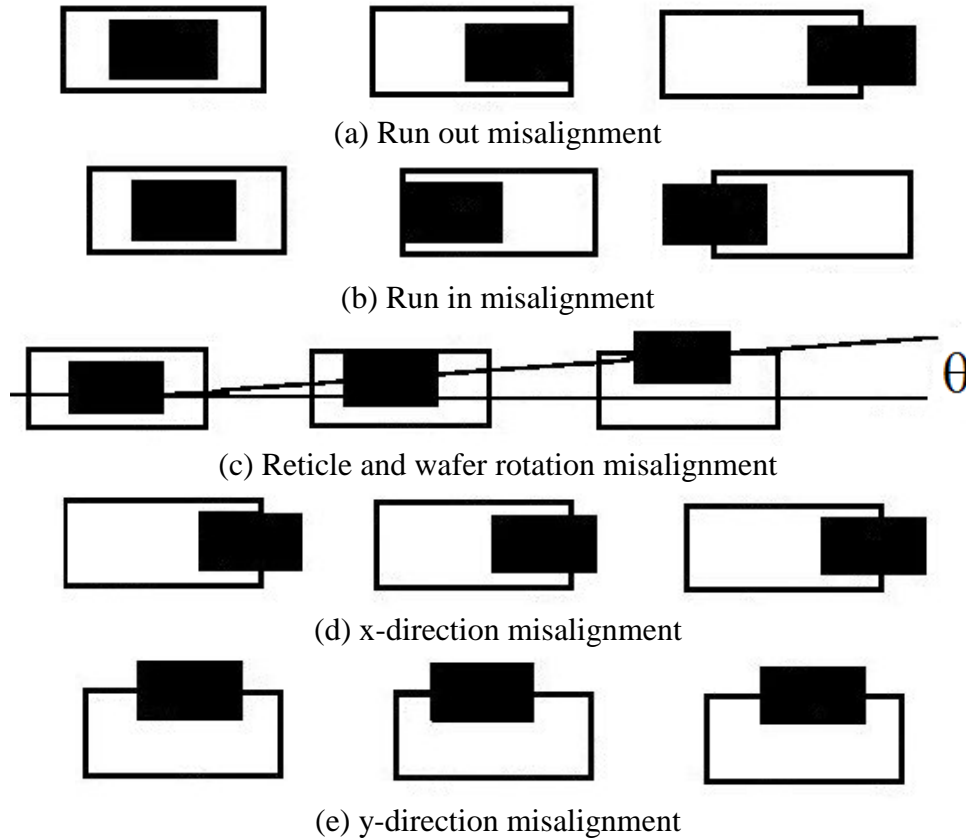 (a) Run out misalignment
(b) Run in misalignment
θ
(c) Reticle and wafer rotation misalignment
(d) x-direction misalignment
(e) y-direction misalignment